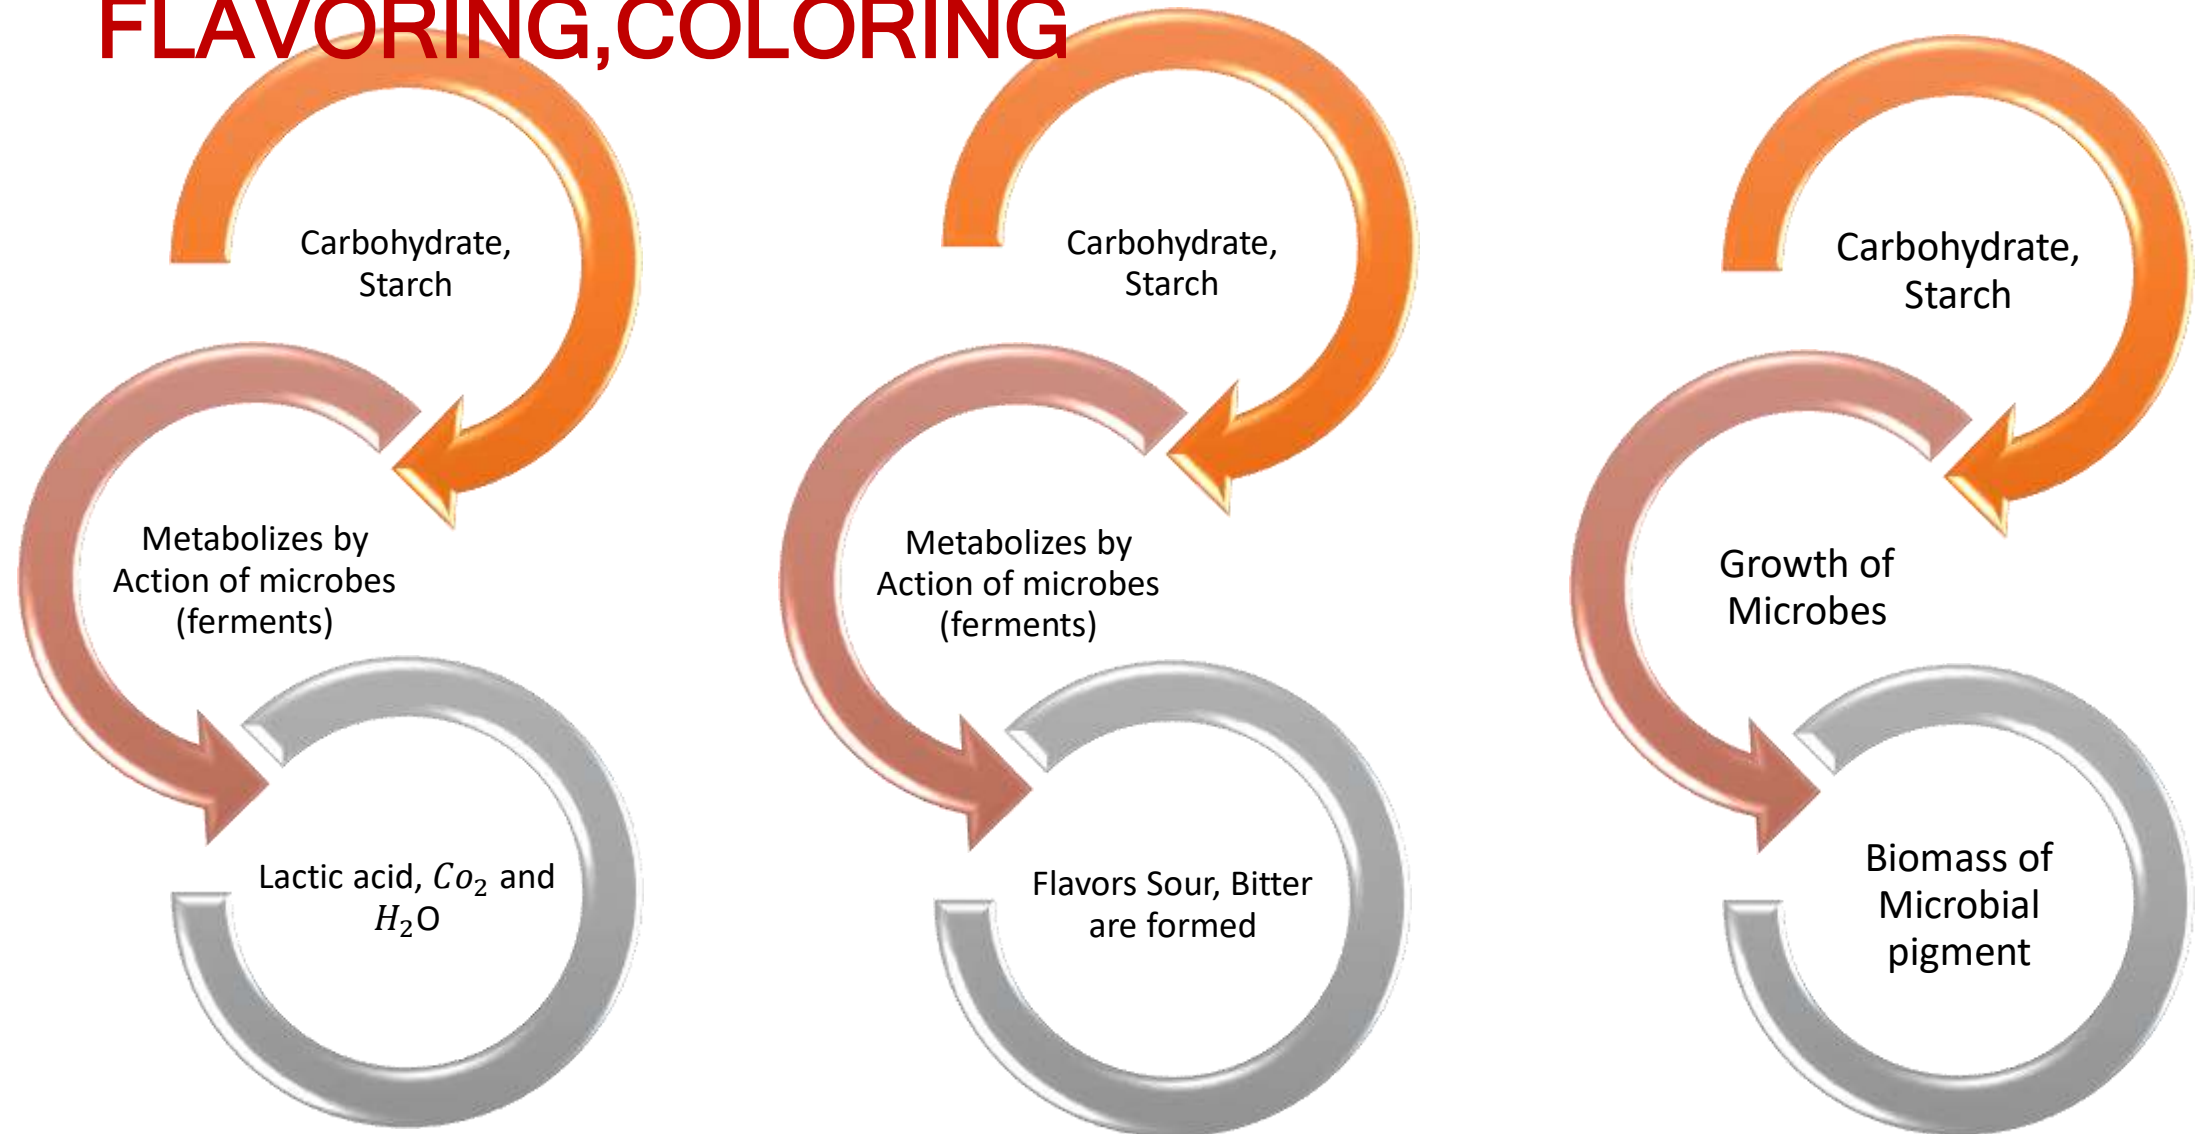 FLAVORING,COLORING
Carbohydrate,
Starch
Metabolizes by
Action of microbes
(ferments)
Lactic acid, Co₂ and
H₂O
Carbohydrate,
Starch
Metabolizes by
Action of microbes
(ferments)
Flavors Sour, Bitter
are formed
Carbohydrate,
Starch
Growth of
Microbes
Biomass of
Microbial
pigment